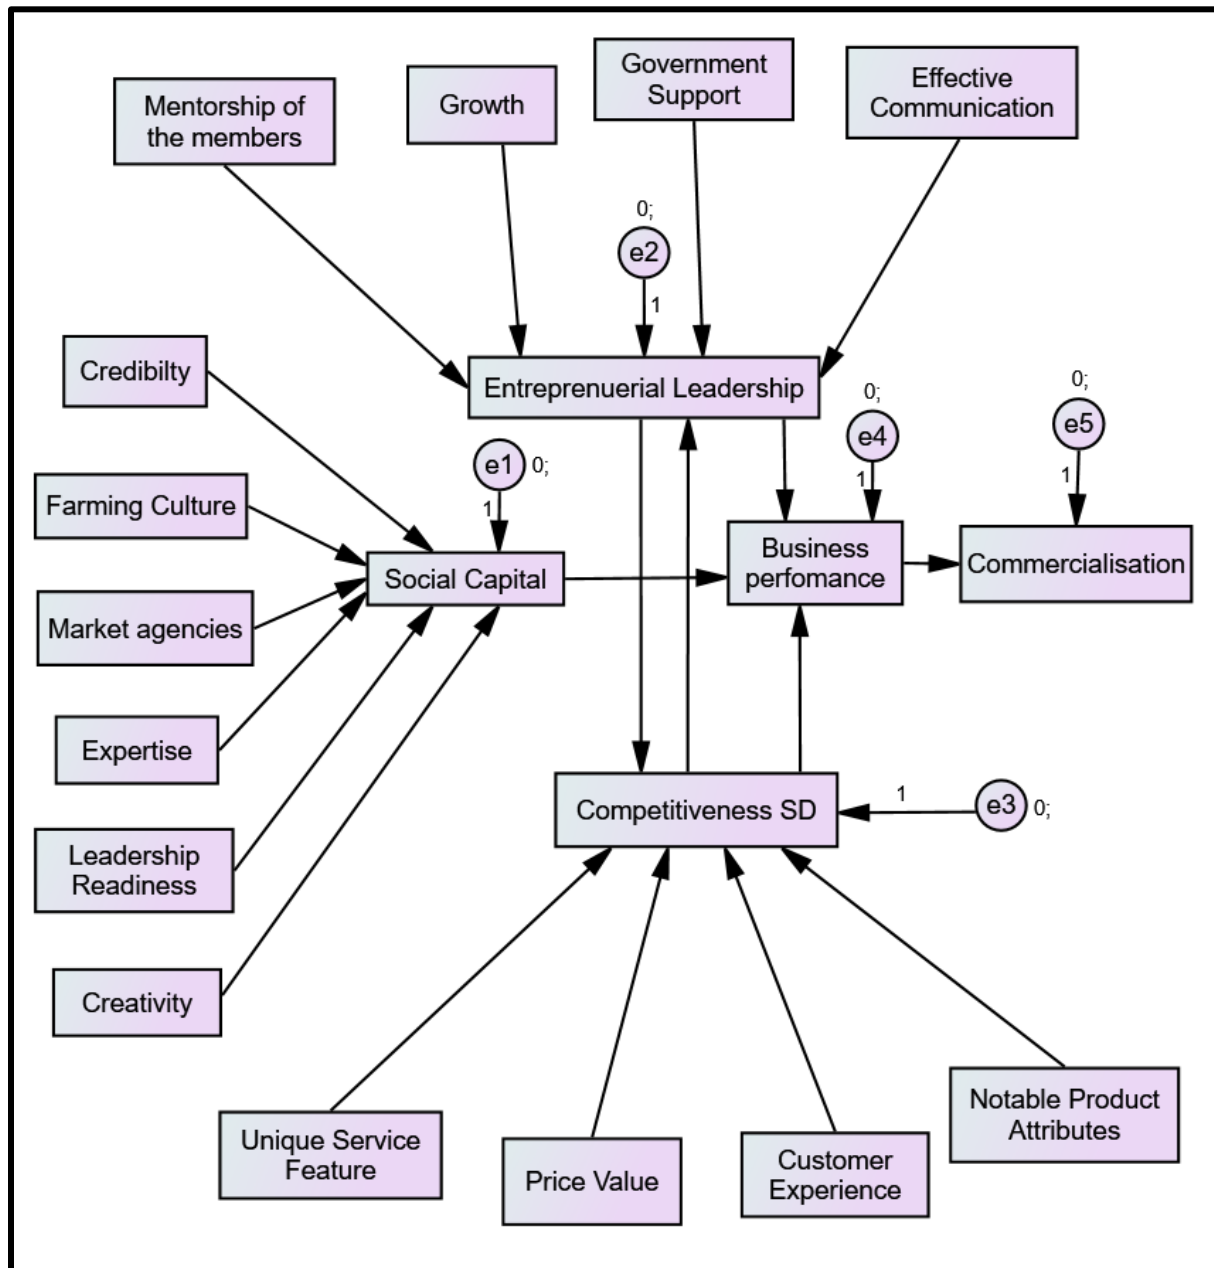 Government
Support
Effective
Communication
Mentorship of
the members
Growth
0;
e2
1
Credibilty
Entreprenuerial Leadership
0;
e4
1
0;
e5
1
e1 0;
1
Farming Culture
Social Capital
Business
perfomance
Commercialisation
Market agencies
Expertise
Competitiveness SD
1
e3 0;
Leadership
Readiness
Creativity
Unique Service
Feature
Price Value
Customer
Experience
Notable Product
Attributes